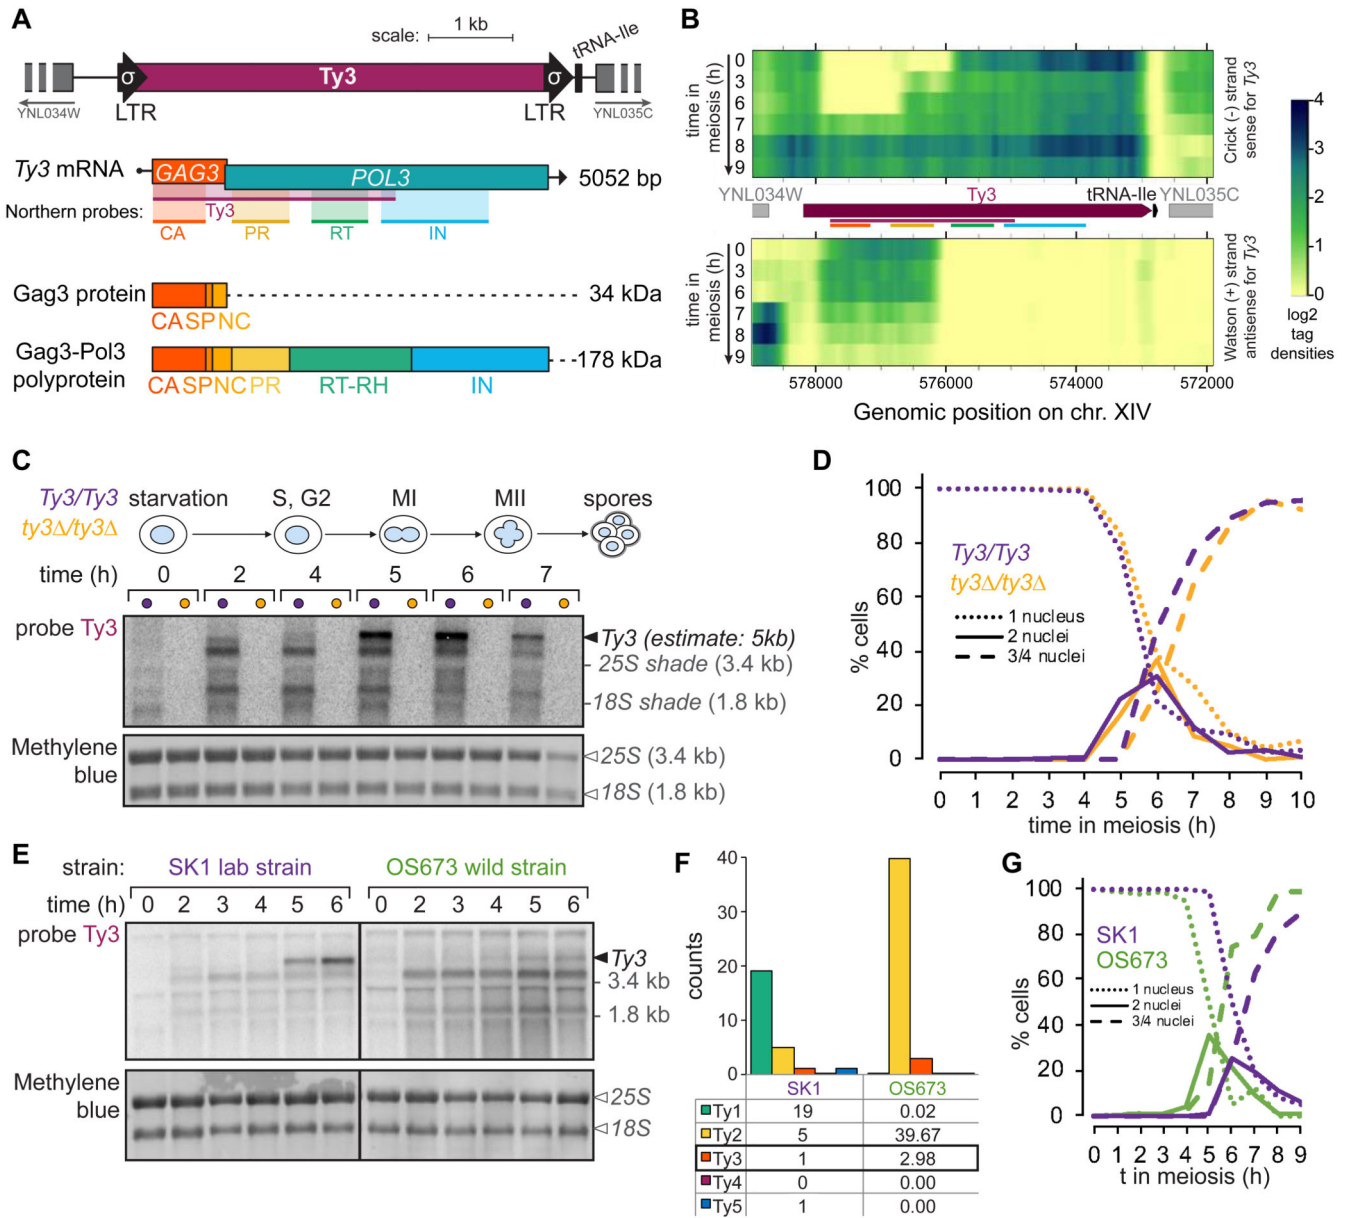 A
scale: 1 kb
tRNA-Ile
σ Ty3 σ
YNL034W LTR LTR YNL035C
Ty3 mRNA GAG3 POL3 5052 bp
Northern probes: Ty3
CA PR RT IN
Gag3 protein 34 kDa
CA SP NC
Gag3-Pol3
polyprotein
178 kDa
CA SP NC PR RT-RH IN
B
time in
meiosis (h)
0
3
6
7
8
9
Crick (-) strand
sense for Ty3
YNL034W Ty3 tRNA-Ile YNL035C
time in
meiosis (h)
0
3
6
7
8
9
Watson (+) strand
antisense for Ty3
578000 576000 574000 572000
Genomic position on chr. XIV
4
3
2
1
0
log2
tag
densities
C
Ty3/Ty3 starvation S, G2 MI MII spores
ty3Δ/ty3Δ
time (h) 0 2 4 5 6 7
probe Ty3
Ty3 (estimate: 5kb)
25S shade (3.4 kb)
18S shade (1.8 kb)
Methylene
blue
25S (3.4 kb)
18S (1.8 kb)
D
100
80
60
40
20
0
% cells
Ty3/Ty3
ty3Δ/ty3Δ
1 nucleus
2 nuclei
3/4 nuclei
0 1 2 3 4 5 6 7 8 9 10
time in meiosis (h)
E
strain: SK1 lab strain OS673 wild strain
time (h) 0 2 3 4 5 6 0 2 3 4 5 6
probe Ty3
Ty3
3.4 kb
1.8 kb
Methylene
blue
25S
18S
F
40
30
20
10
0
counts
SK1 OS673
Ty1 19 0.02
Ty2 5 39.67
Ty3 1 2.98
Ty4 0 0.00
Ty5 1 0.00
G
100
80
60
40
20
0
% cells
SK1
OS673
1 nucleus
2 nuclei
3/4 nuclei
0 1 2 3 4 5 6 7 8 9
t in meiosis (h)